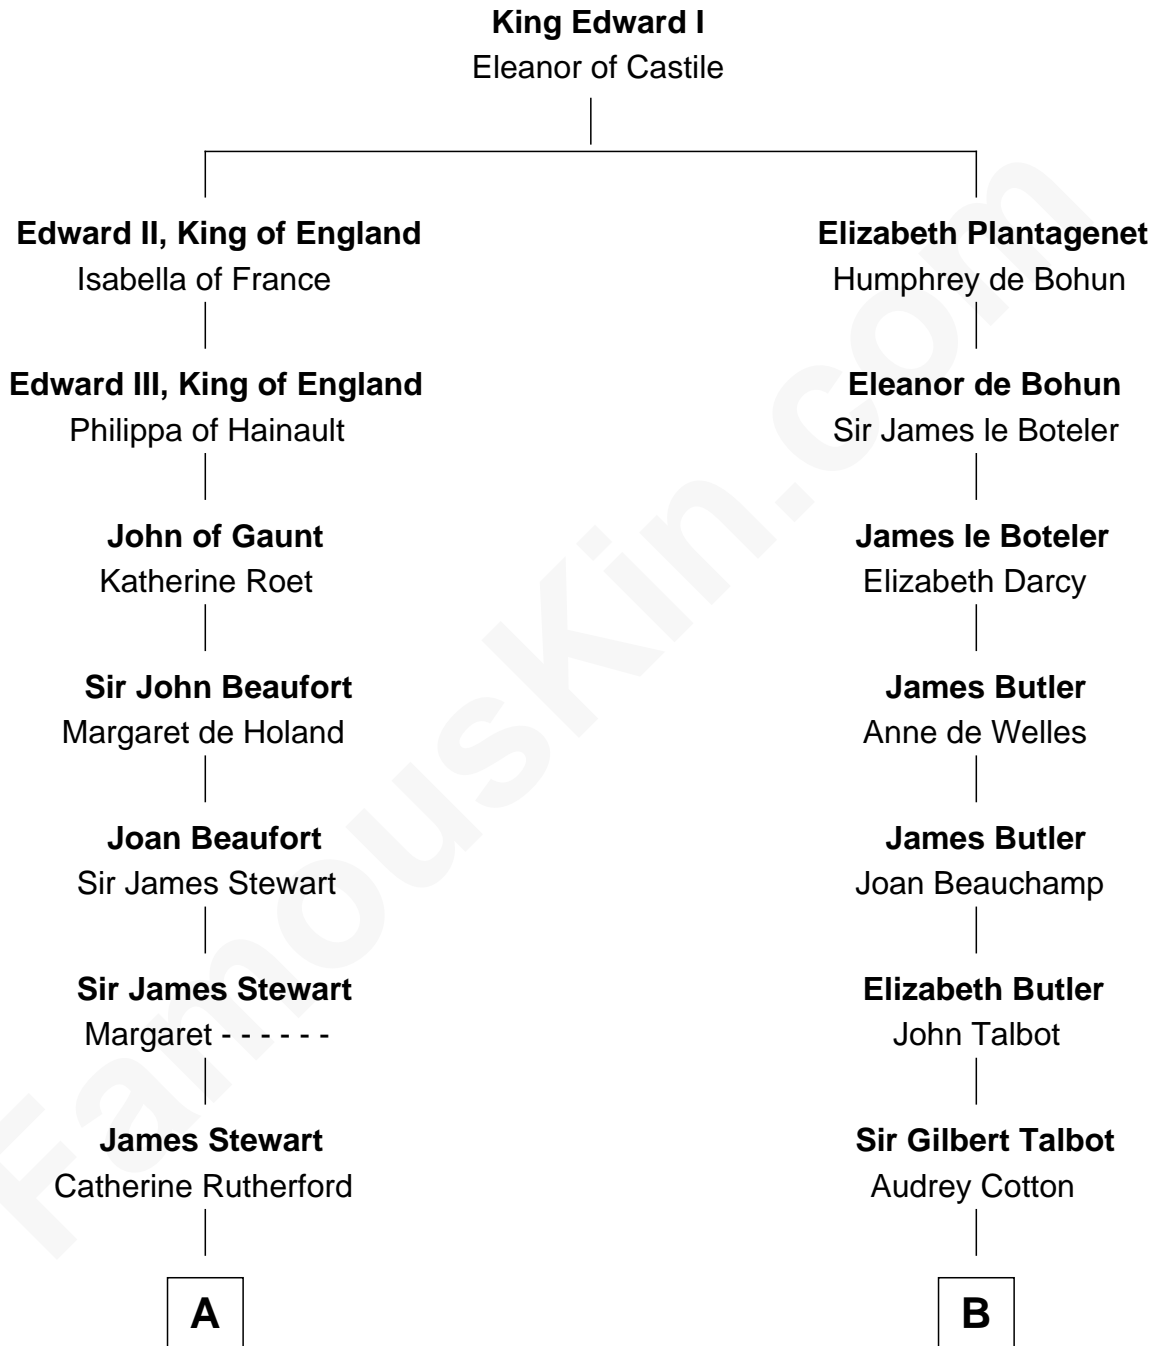 King Edward I
Eleanor of Castile
Edward II, King of England
Isabella of France
Edward III, King of England
Philippa of Hainault
John of Gaunt
Katherine Roet
Sir John Beaufort
Margaret de Holand
Joan Beaufort
Sir James Stewart
Sir James Stewart
Margaret - - - - - -
James Stewart
Catherine Rutherford
A
Elizabeth Plantagenet
Humphrey de Bohun
Eleanor de Bohun
Sir James le Boteler
James le Boteler
Elizabeth Darcy
James Butler
Anne de Welles
James Butler
Joan Beauchamp
Elizabeth Butler
John Talbot
Sir Gilbert Talbot
Audrey Cotton
B
FamousKin.com